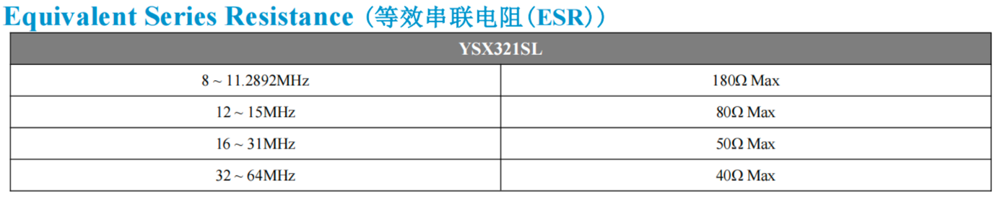 Equivalent Series Resistance (等效串联电阻(ESR))
YSX321SL
8 ~ 11.2892MHz 180Ω Max
12 ~ 15MHz 80Ω Max
16 ~ 31MHz 50Ω Max
32 ~ 64MHz 40Ω Max